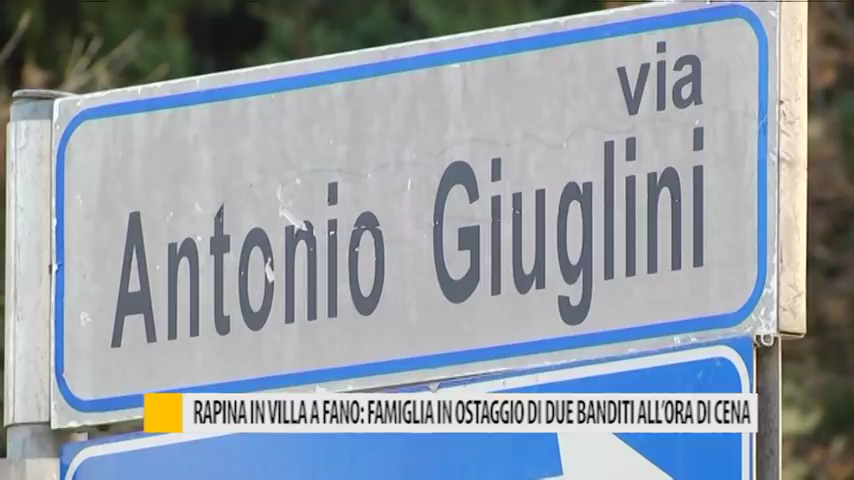 via
Antonio Giuglini
RAPINA IN VILLA A FANO: FAMIGLIA IN OSTAGGIO DI DUE BANDITI ALL'ORA DI CENA